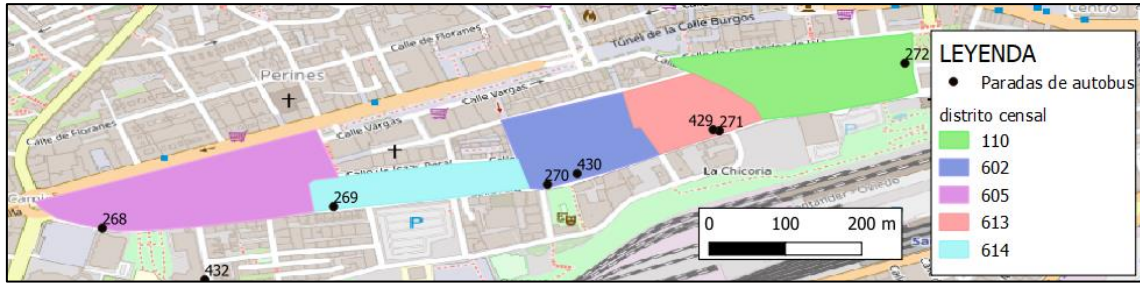 Centro
Calle de Floranes
Túnel de la Calle Burgos
272
Perines
Calle Vargas
Calle de Floranes
Calle Vargas
429
271
430
270
La Chicoria
269
268
P
P
432
LEYENDA
Paradas de autobus
distrito censal
110
602
605
613
614
0
100
200 m